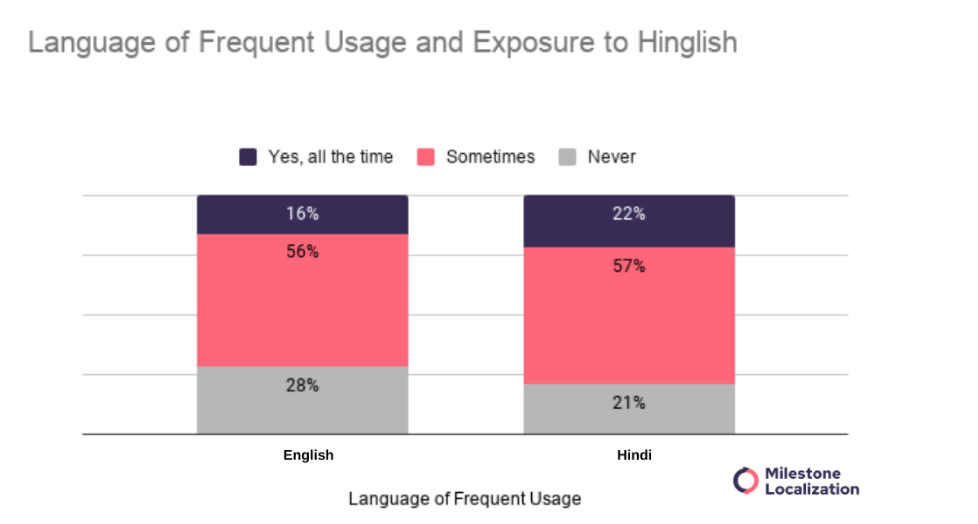 Language of Frequent Usage and Exposure to Hinglish
Yes, all the time Sometimes Never
16% 22%
56% 57%
28% 21%
English Hindi
Language of Frequent Usage
Milestone
Localization